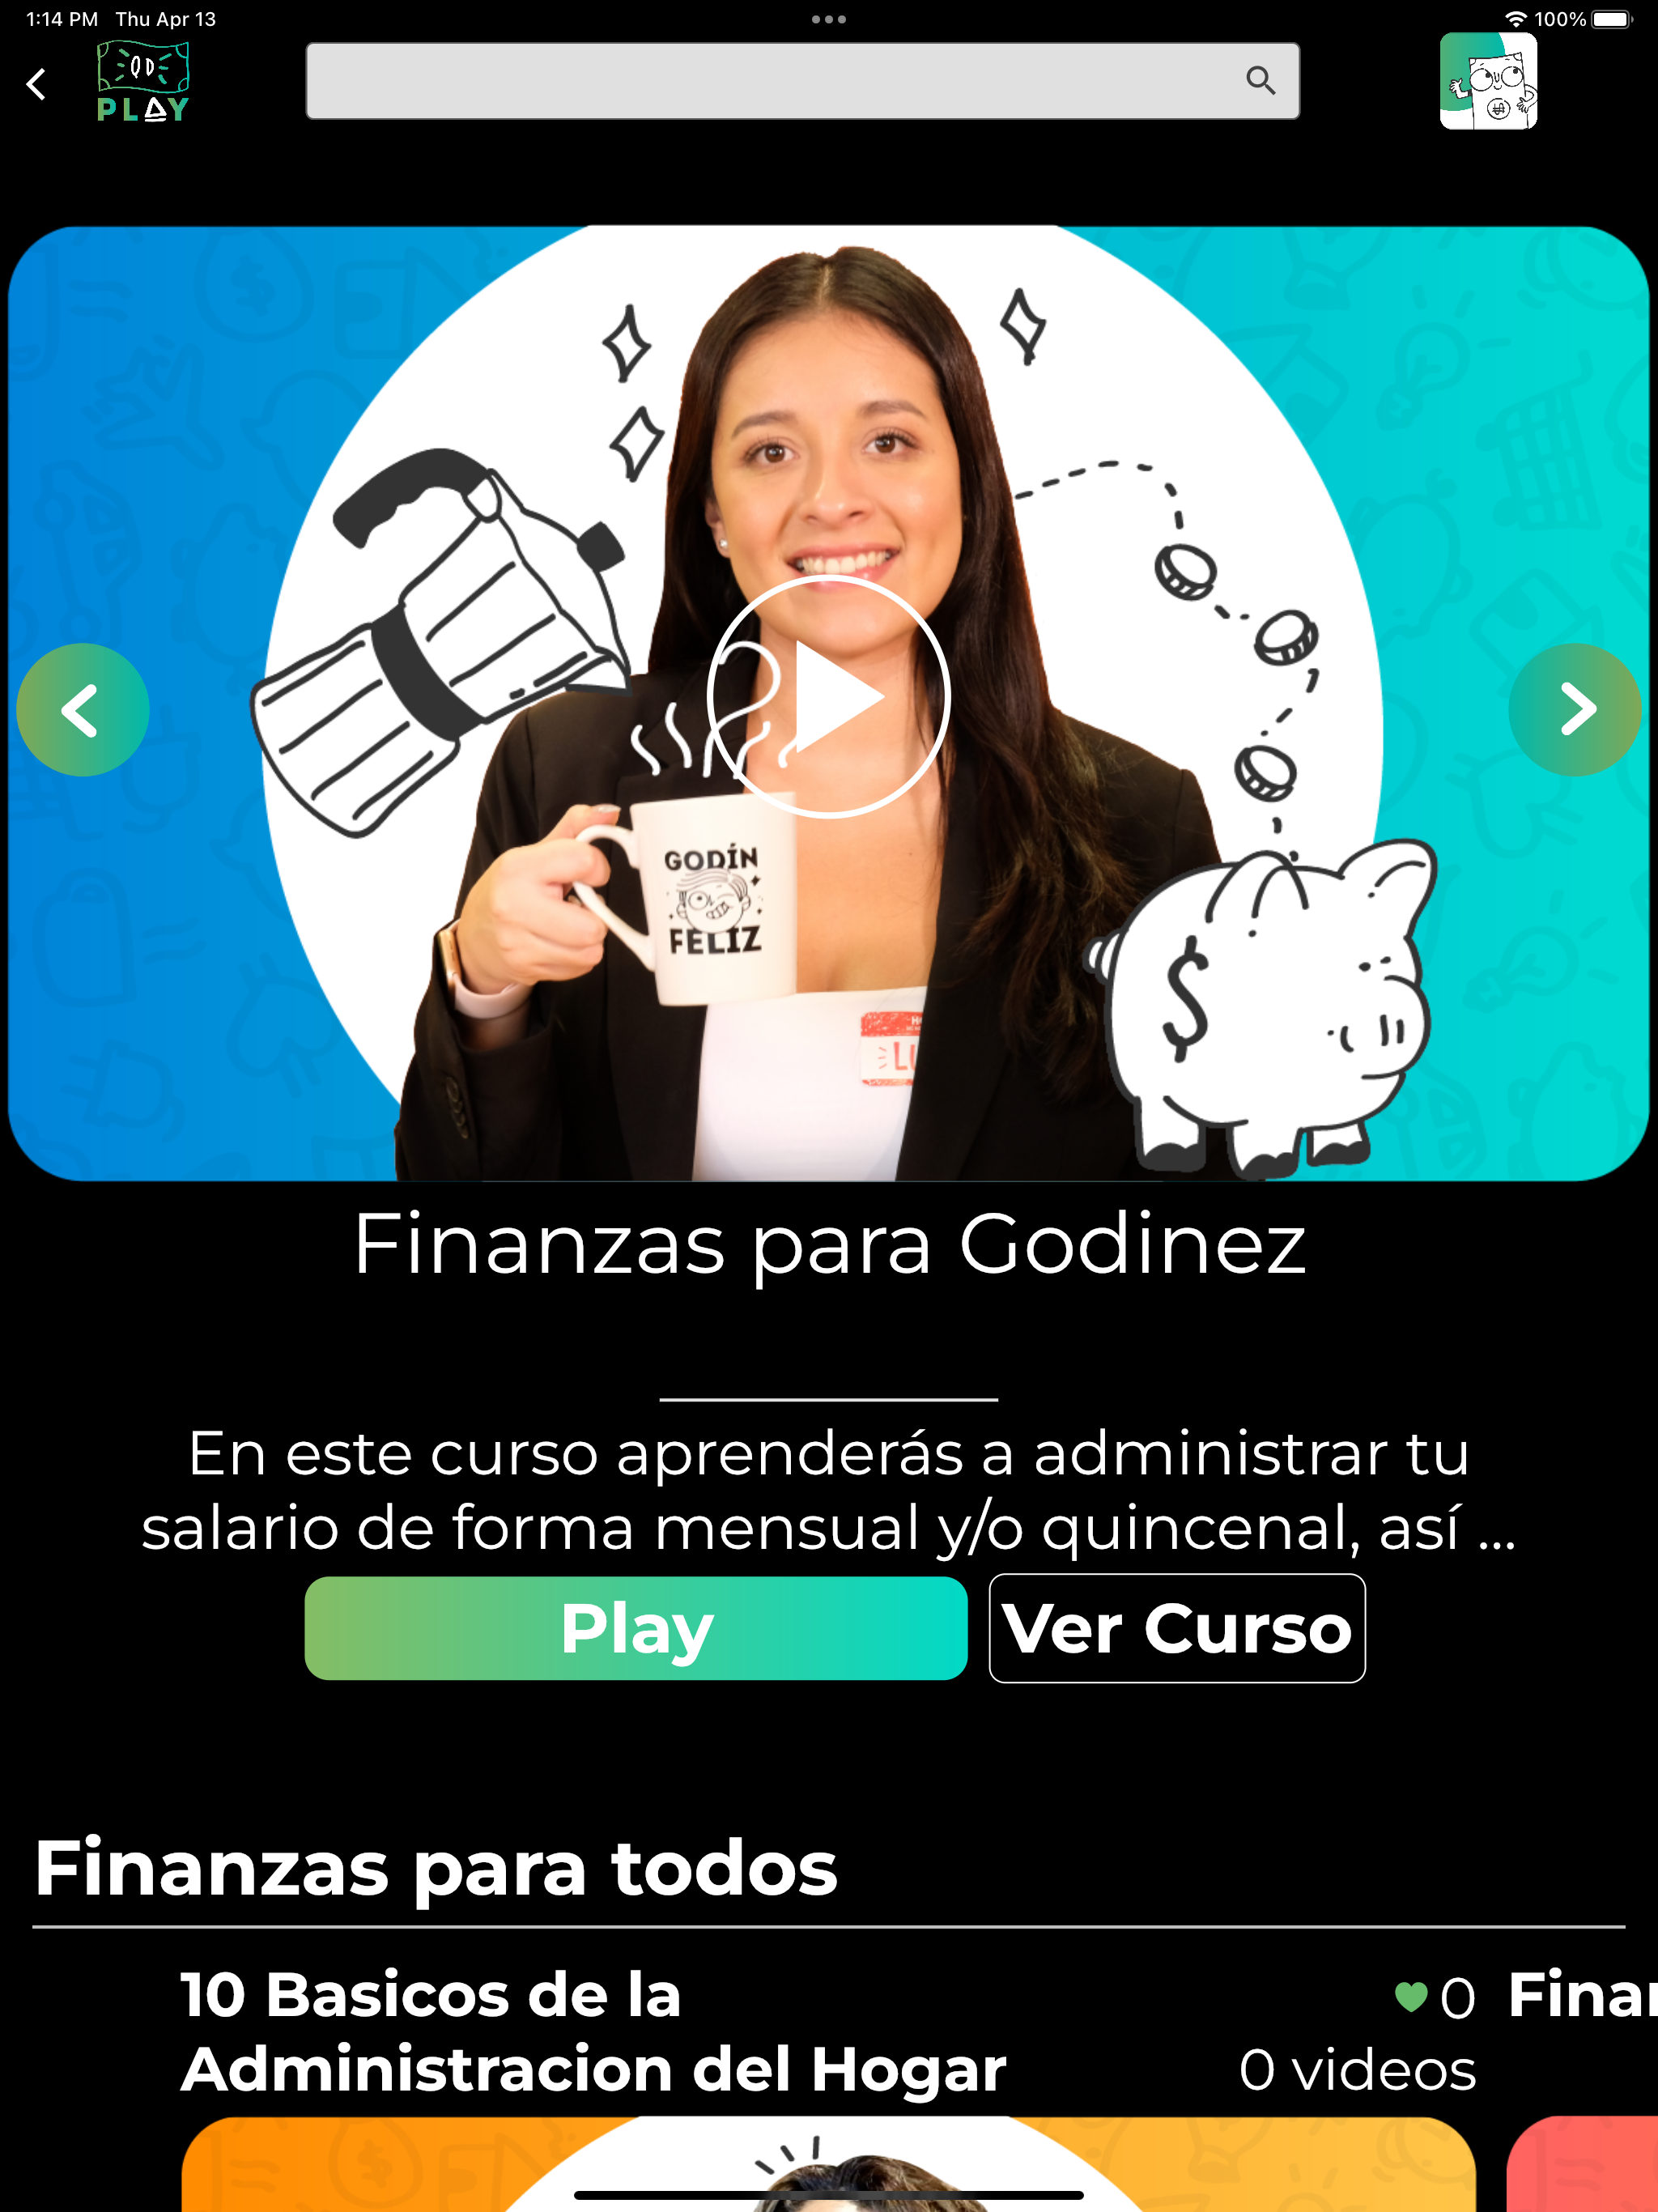 1:14 PM Thu Apr 13
100%
QD
PLAY
GODÍN
FELIZ
$
Finanzas para Godinez
En este curso aprenderás a administrar tu
salario de forma mensual y/o quincenal, así ...
Play
Ver Curso
Finanzas para todos
10 Basicos de la
Administracion del Hogar
0
0 videos